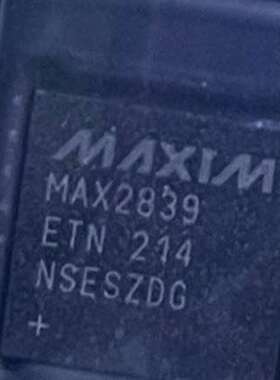 MAXIM
MAX2839
ETN 214
NSESZDG
+